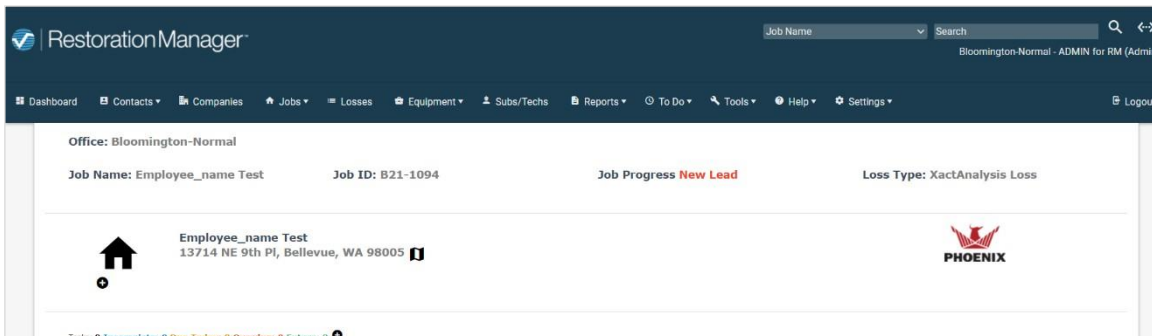 RestorationManager
Job Name Search
Bloomington-Normal - ADMIN for RM (Admi
Dashboard Contacts Companies Jobs Losses Equipment Subs/Techs Reports To Do Tools Help Settings Logou
Office: Bloomington-Normal
Job Name: Employee_name Test Job ID: B21-1094 Job Progress New Lead Loss Type: XactAnalysis Loss
Employee_name Test
13714 NE 9th Pl, Bellevue, WA 98005
PHOENIX